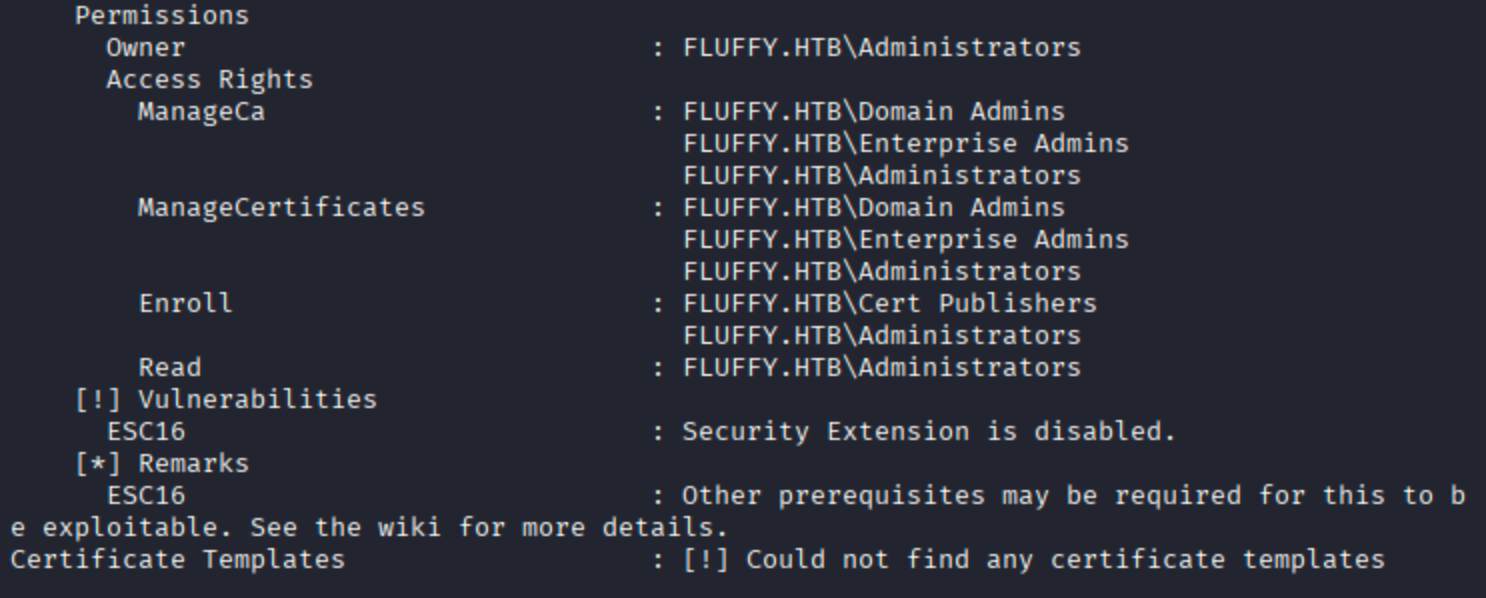 Permissions
Owner : FLUFFY.HTB\Administrators
Access Rights
ManageCa : FLUFFY.HTB\Domain Admins
FLUFFY.HTB\Enterprise Admins
FLUFFY.HTB\Administrators
ManageCertificates : FLUFFY.HTB\Domain Admins
FLUFFY.HTB\Enterprise Admins
FLUFFY.HTB\Administrators
Enroll : FLUFFY.HTB\Cert Publishers
FLUFFY.HTB\Administrators
Read : FLUFFY.HTB\Administrators
[!] Vulnerabilities
ESC16 : Security Extension is disabled.
[*] Remarks
ESC16 : Other prerequisites may be required for this to b
e exploitable. See the wiki for more details.
Certificate Templates : [!] Could not find any certificate templates